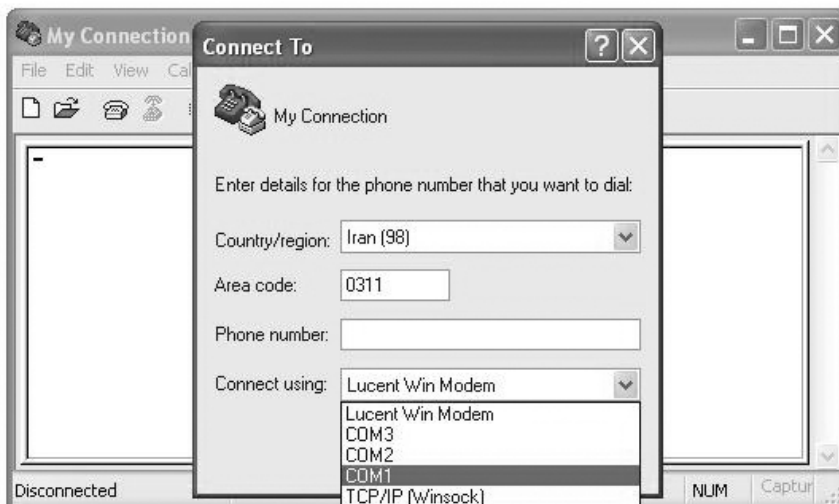 My Connection
File Edit View Cal
Connect To
My Connection
Enter details for the phone number that you want to dial:
Country/region: Iran (98)
Area code: 0311
Phone number:
Connect using: Lucent Win Modem
Lucent Win Modem
COM3
COM2
COM1
TCP/IP (Winsock)
Disconnected NUM Captur